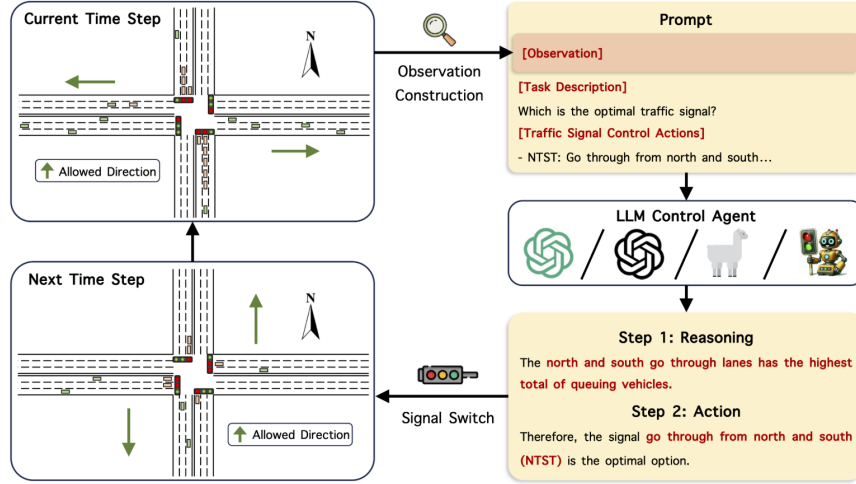 Current Time Step
N
Allowed Direction
Observation
Construction
Prompt
[Observation]
[Task Description]
Which is the optimal traffic signal?
[Traffic Signal Control Actions]
- NTST: Go through from north and south...
LLM Control Agent
Next Time Step
N
Allowed Direction
Signal Switch
Step 1: Reasoning
The north and south go through lanes has the highest
total of queuing vehicles.
Step 2: Action
Therefore, the signal go through from north and south
(NTST) is the optimal option.